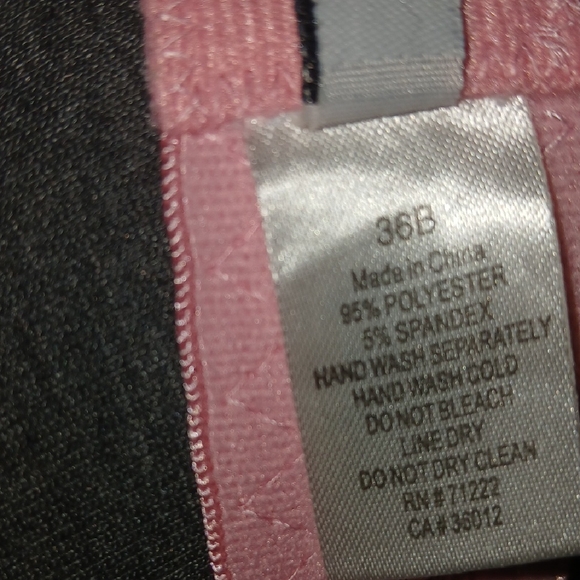 36B
Made in China
95% POLYESTER
5% SPANDEX
HAND WASH SEPARATELY
HAND WASH COLD
DO NOT BLEACH
LINE DRY
DO NOT DRY CLEAN
RN # 71222
CA # 36012